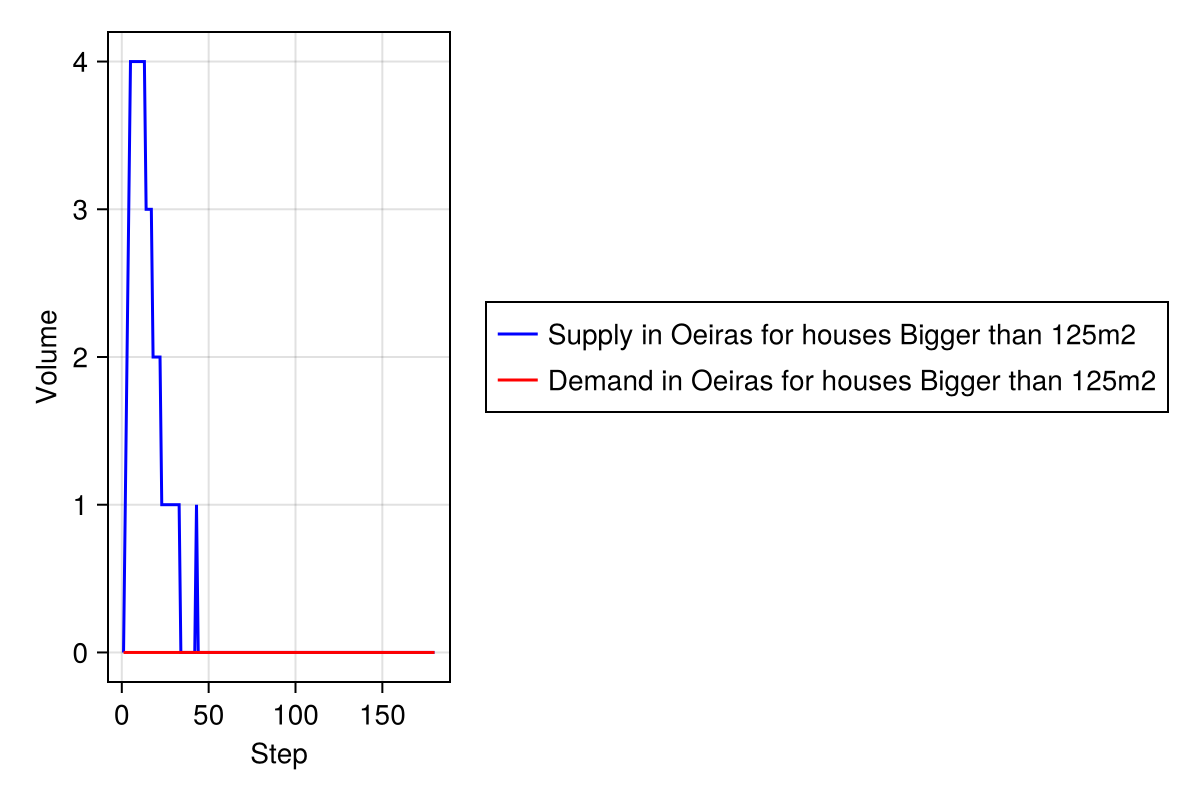 Volume
4
3
2
1
0
0 50 100 150
Step
Supply in Oeiras for houses Bigger than 125m2
Demand in Oeiras for houses Bigger than 125m2